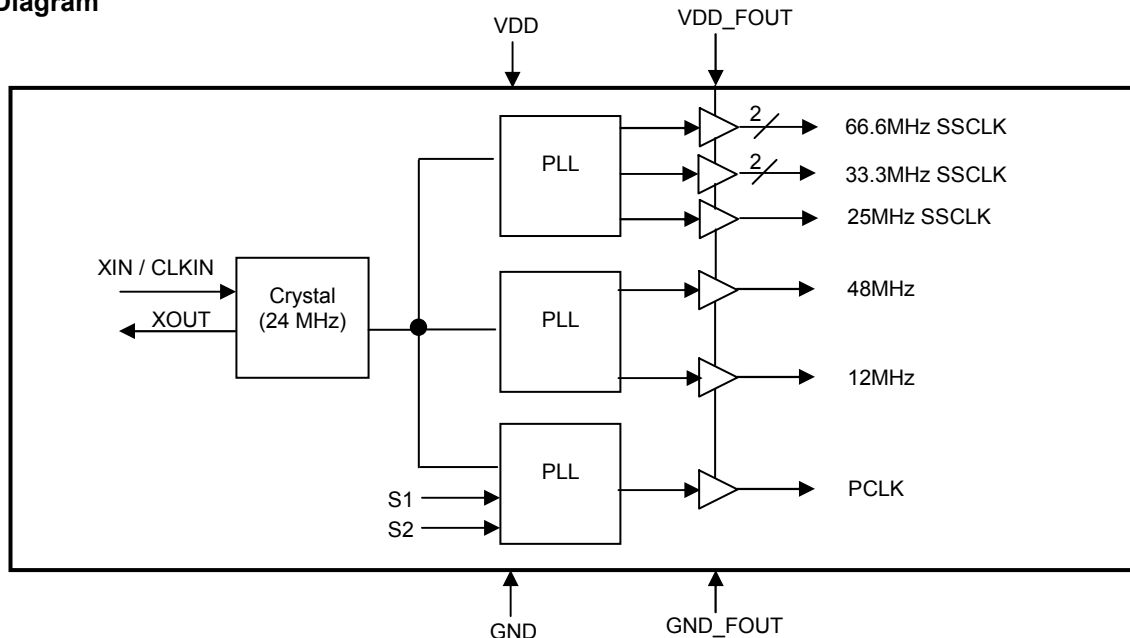 Diagram
VDD
VDD_FOUT
2
66.6MHz SSCLK
PLL
2
33.3MHz SSCLK
25MHz SSCLK
XIN / CLKIN
Crystal
(24 MHz)
XOUT
PLL
48MHz
12MHz
PLL
S1
S2
PCLK
GND
GND_FOUT